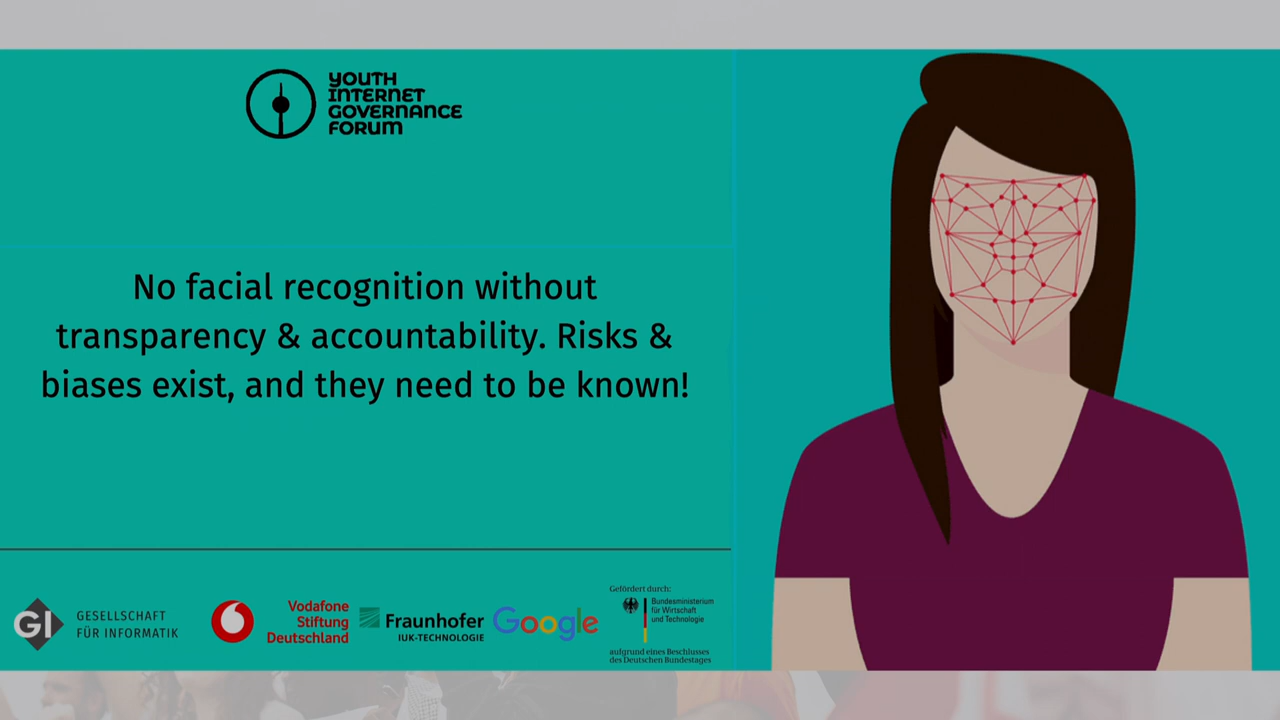 YOUTH
INTERNET
GOVERNANCE
FORUM
No facial recognition without
transparency & accountability. Risks &
biases exist, and they need to be known!
GI GESELLSCHAFT
FÜR INFORMATIK
Vodafone
Stiftung
Deutschland
Fraunhofer
IUK-TECHNOLOGIE
Google
Gefördert durch:
Bundesministerium
für Wirtschaft
und Technologie
aufgrund eines Beschlusses
des Deutschen Bundestages